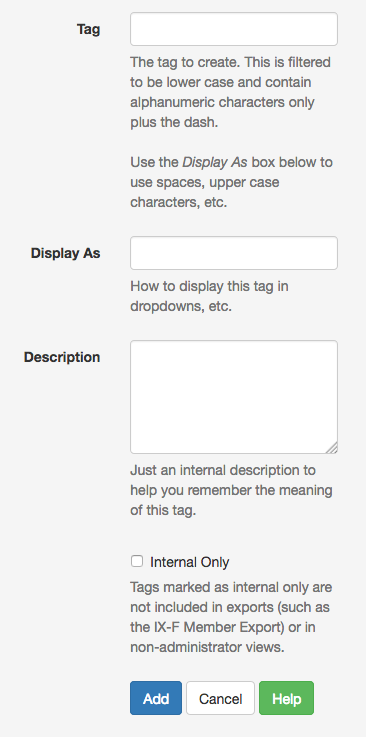 Tag
The tag to create. This is filtered
to be lower case and contain
alphanumeric characters only
plus the dash.
Use the Display As box below to
use spaces, upper case
characters, etc.
Display As
How to display this tag in
dropdowns, etc.
Description
Just an internal description to
help you remember the meaning
of this tag.
Internal Only
Tags marked as internal only are
not included in exports (such as
the IX-F Member Export) or in
non-administrator views.
Add Cancel Help